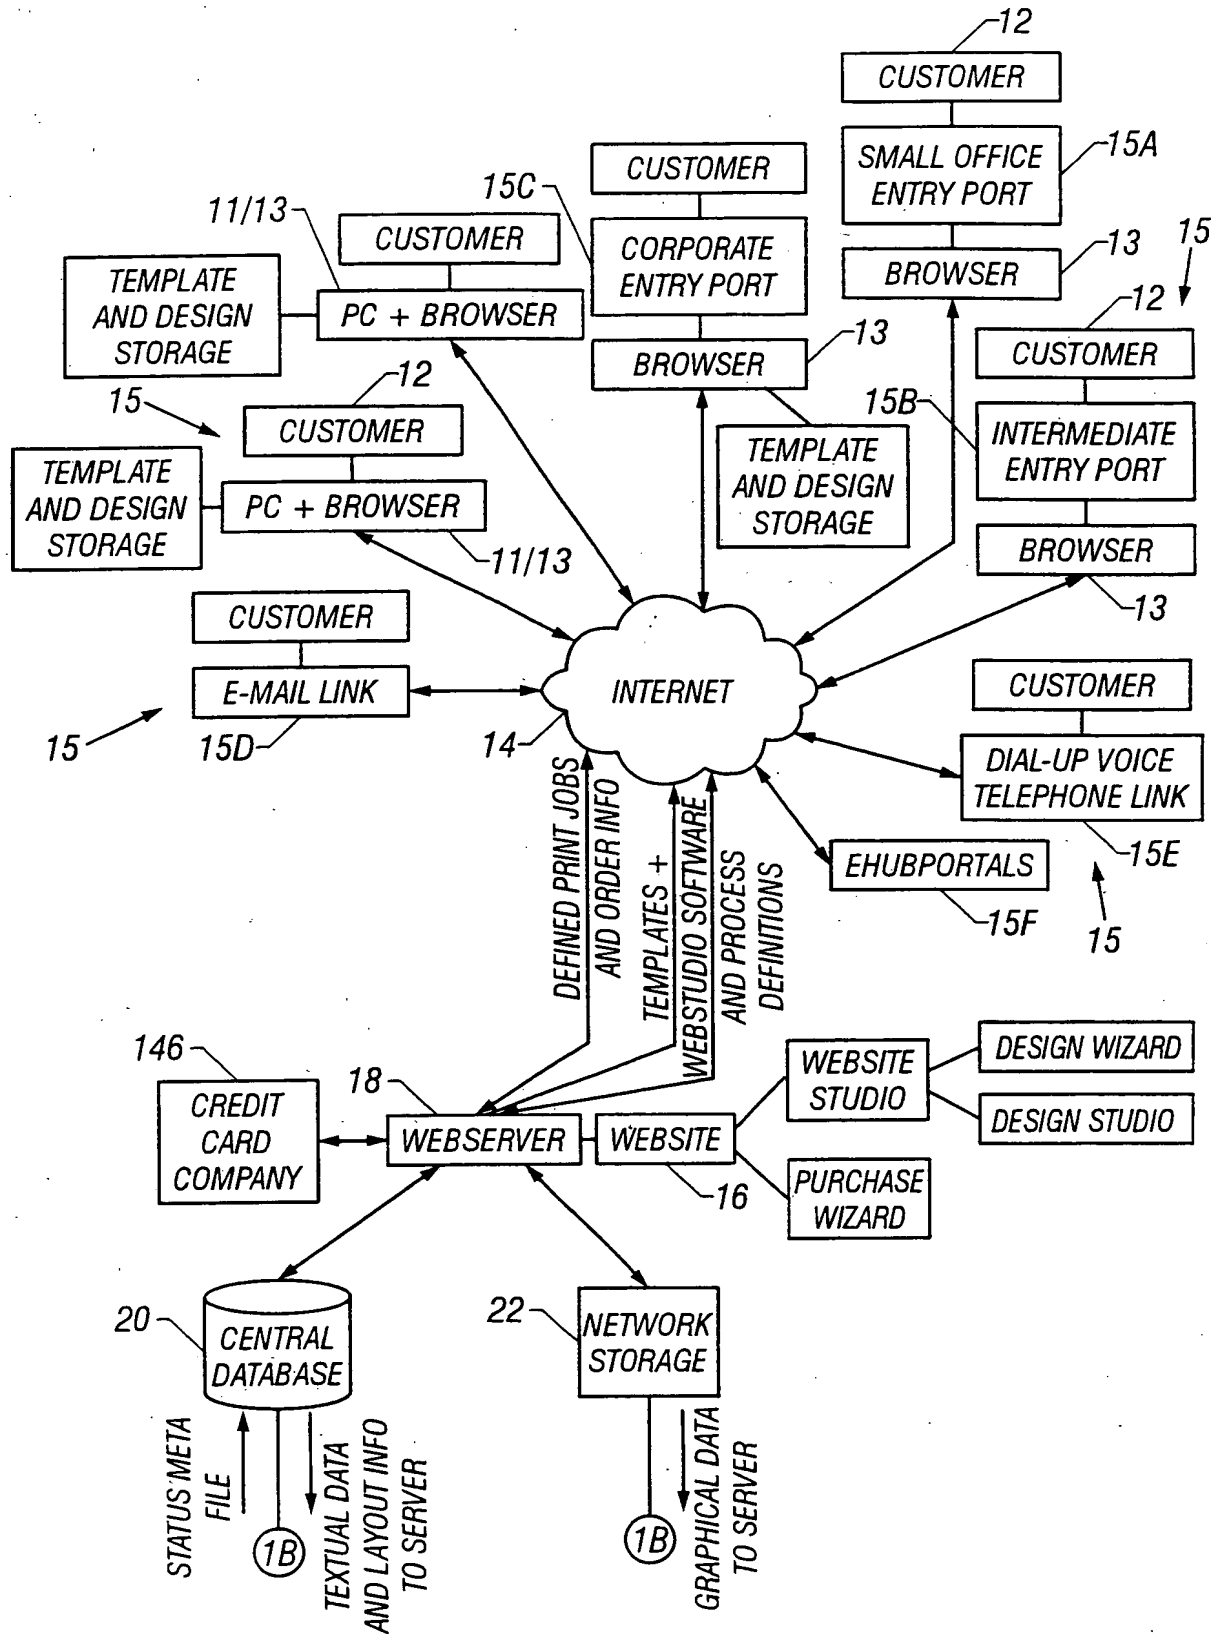 12
CUSTOMER
SMALL OFFICE
ENTRY PORT
15A
BROWSER
13
15
CUSTOMER
15C
CORPORATE
ENTRY PORT
BROWSER
13
TEMPLATE
AND DESIGN
STORAGE
11/13
CUSTOMER
TEMPLATE
AND DESIGN
STORAGE
PC + BROWSER
12
CUSTOMER
15B
INTERMEDIATE
ENTRY PORT
BROWSER
13
15
12
CUSTOMER
TEMPLATE
AND DESIGN
STORAGE
PC + BROWSER
11/13
CUSTOMER
E-MAIL LINK
15D
15
INTERNET
14
CUSTOMER
DIAL-UP VOICE
TELEPHONE LINK
15E
15
EHUBPORTALS
15F
DEFINED PRINT JOBS
AND ORDER INFO
TEMPLATES +
WEBSTUDIO SOFTWARE
AND PROCESS
DEFINITIONS
146
CREDIT
CARD
COMPANY
18
WEBSERVER
WEBSITE
16
WEBSITE
STUDIO
DESIGN WIZARD
DESIGN STUDIO
PURCHASE
WIZARD
20
CENTRAL
DATABASE
22
NETWORK
STORAGE
STATUS META
FILE
1B
TEXTUAL DATA
AND LAYOUT INFO
TO SERVER
1B
GRAPHICAL DATA
TO SERVER